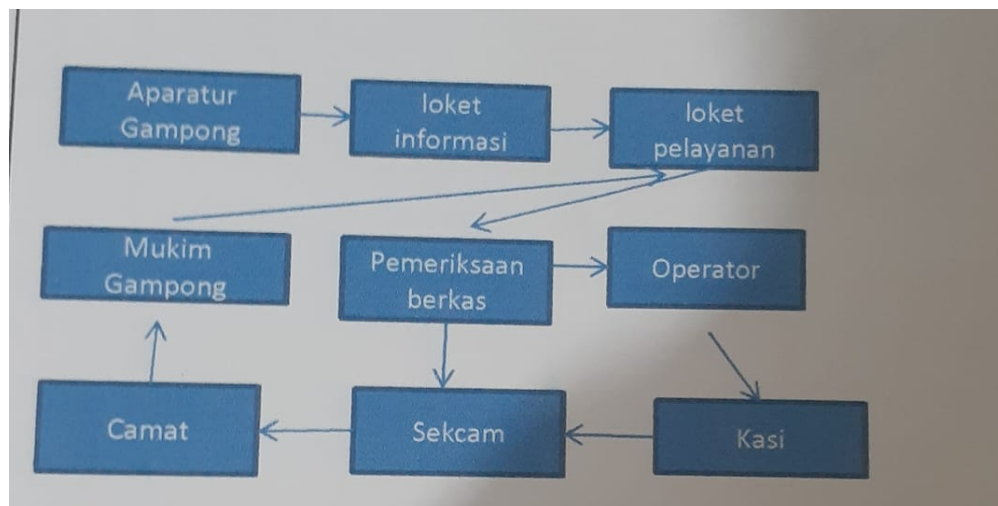 Aparatur
Gampong
loket
informasi
loket
pelayanan
Mukim
Gampong
Pemeriksaan
berkas
Operator
Camat
Sekcam
Kasi